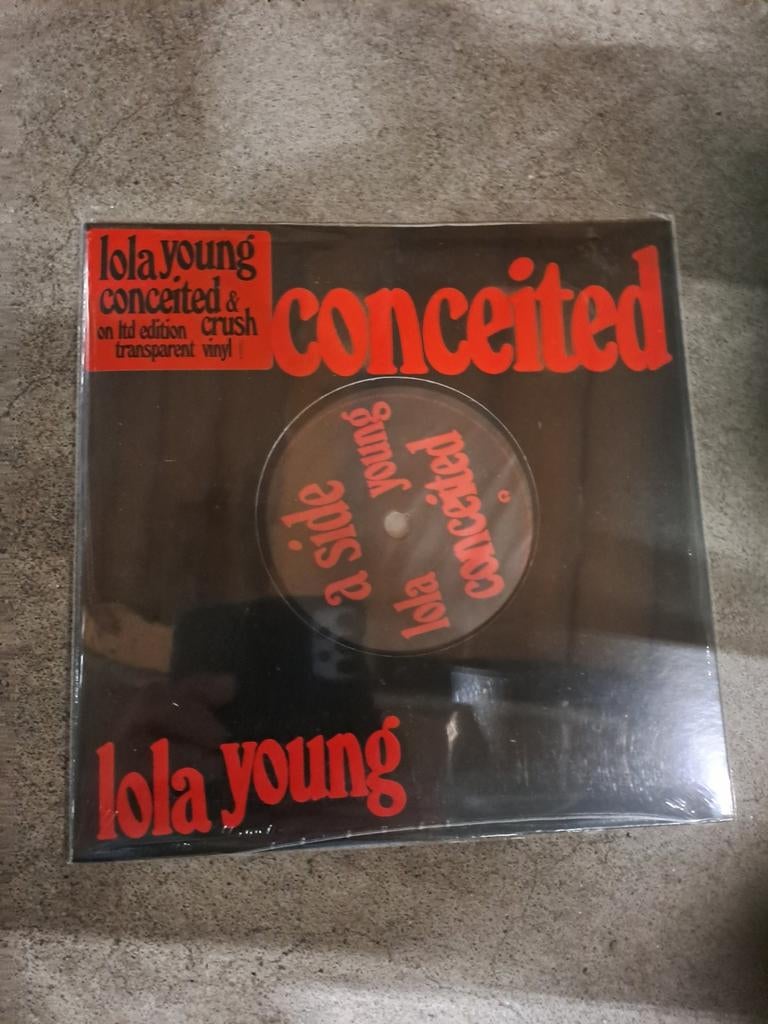 lola young
conceited &
on ltd edition crush
transparent vinyl
conceited
a side
lola young
conceited
e
lola young